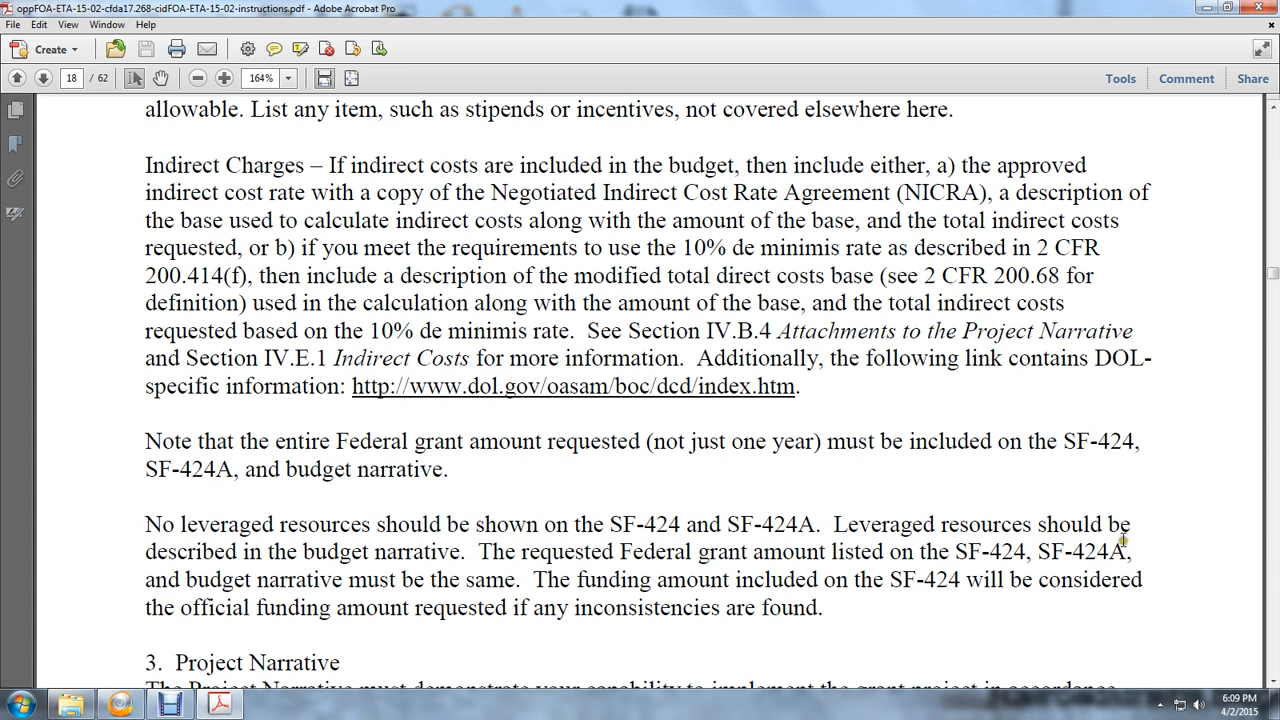 oppFOA-ETA-15-02-cfda17.268-cidFOA-ETA-15-02-instructions.pdf - Adobe Acrobat Pro
File Edit View Window Help
Create
18 / 62 164% Tools Comment Share
allowable. List any item, such as stipends or incentives, not covered elsewhere here.
Indirect Charges – If indirect costs are included in the budget, then include either, a) the approved
indirect cost rate with a copy of the Negotiated Indirect Cost Rate Agreement (NICRA), a description of
the base used to calculate indirect costs along with the amount of the base, and the total indirect costs
requested, or b) if you meet the requirements to use the 10% de minimis rate as described in 2 CFR
200.414(f), then include a description of the modified total direct costs base (see 2 CFR 200.68 for
definition) used in the calculation along with the amount of the base, and the total indirect costs
requested based on the 10% de minimis rate.  See Section IV.B.4 Attachments to the Project Narrative
and Section IV.E.1 Indirect Costs for more information.  Additionally, the following link contains DOL-
specific information: http://www.dol.gov/oasam/boc/dcd/index.htm.
Note that the entire Federal grant amount requested (not just one year) must be included on the SF-424,
SF-424A, and budget narrative.
No leveraged resources should be shown on the SF-424 and SF-424A.  Leveraged resources should be
described in the budget narrative.  The requested Federal grant amount listed on the SF-424, SF-424A,
and budget narrative must be the same.  The funding amount included on the SF-424 will be considered
the official funding amount requested if any inconsistencies are found.
3.  Project Narrative
The Project Narrative must demonstrate your capability to implement the grant project in accordance
6:09 PM
4/2/2015